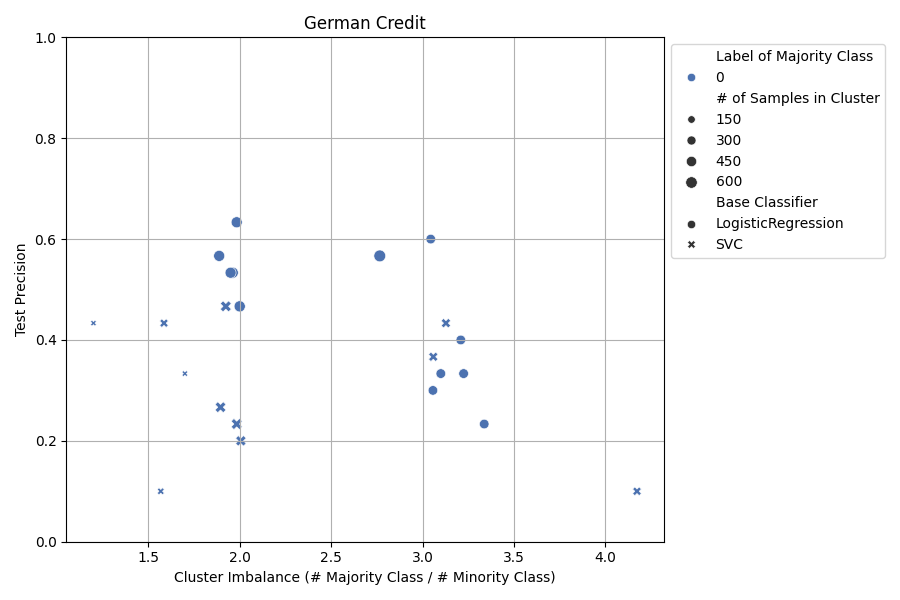 German Credit
1.0
0.8
0.6
0.4
0.2
0.0
Test Precision
1.5
2.0
2.5
3.0
3.5
4.0
Cluster Imbalance (# Majority Class / # Minority Class)
Label of Majority Class
0
# of Samples in Cluster
150
300
450
600
Base Classifier
LogisticRegression
SVC